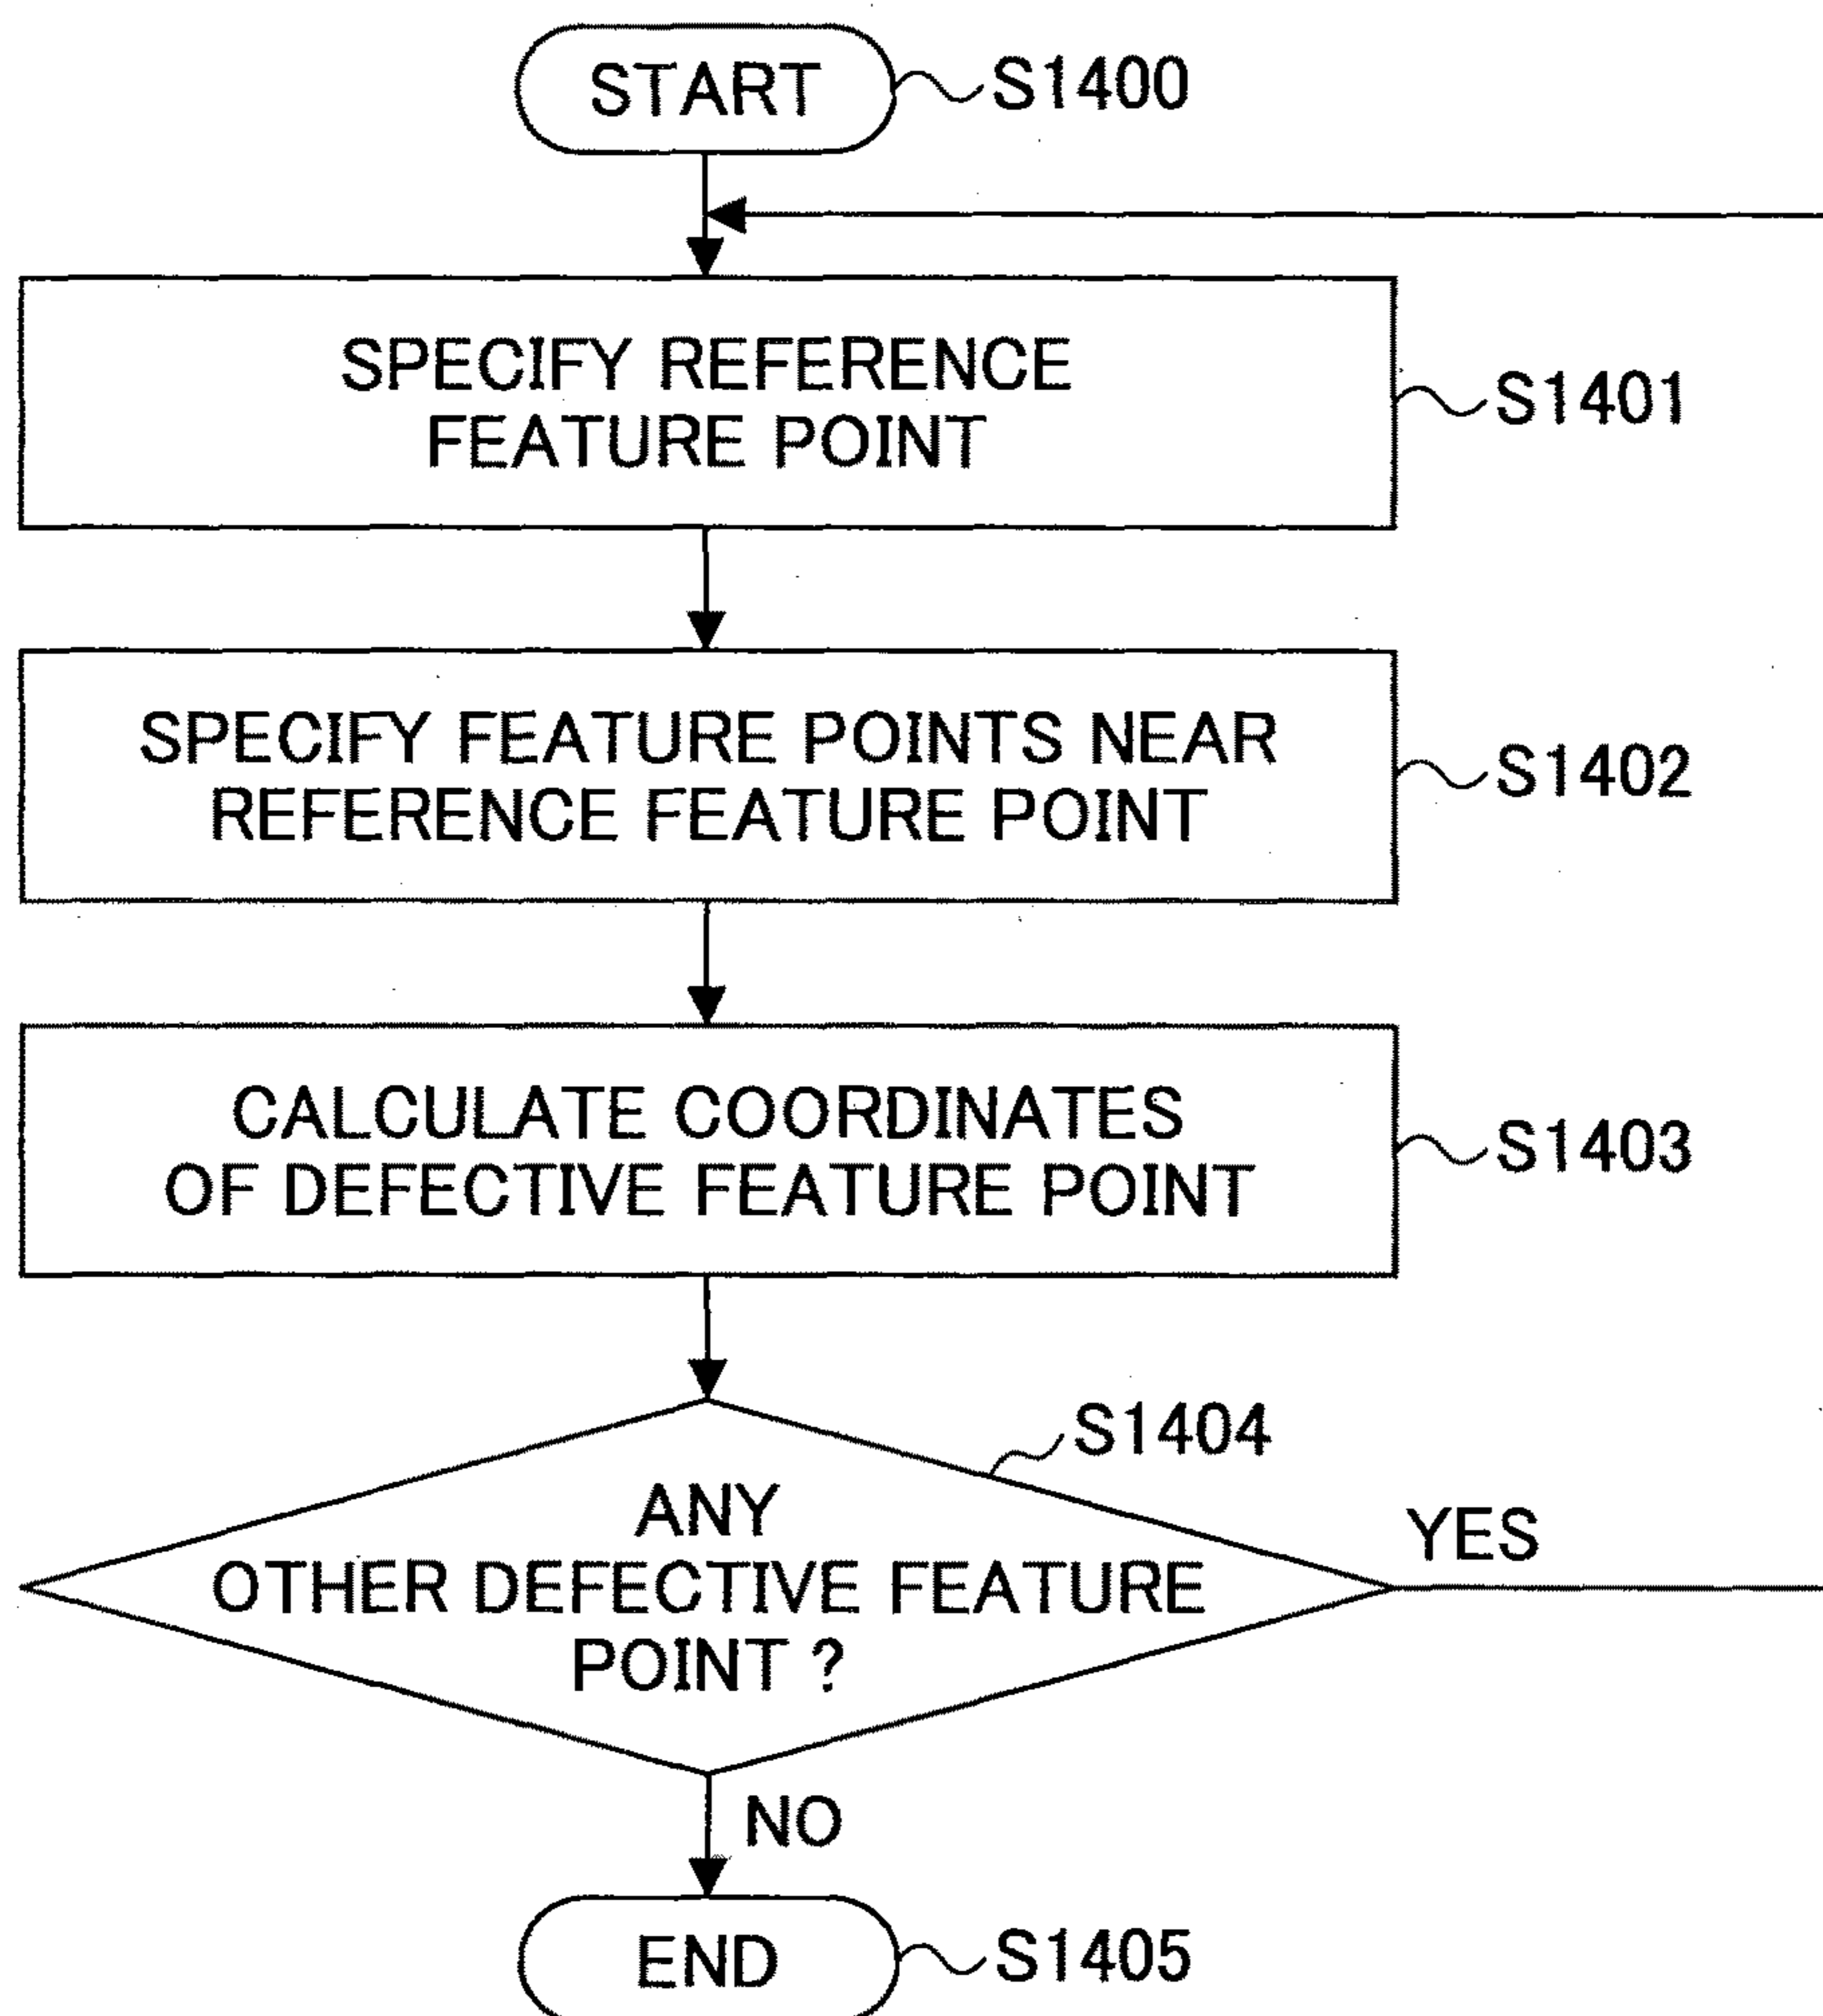 START
S1400
SPECIFY REFERENCE
FEATURE POINT
S1401
SPECIFY FEATURE POINTS NEAR
REFERENCE FEATURE POINT
S1402
CALCULATE COORDINATES
OF DEFECTIVE FEATURE POINT
S1403
S1404
ANY
OTHER DEFECTIVE FEATURE
POINT ?
YES
NO
END
S1405